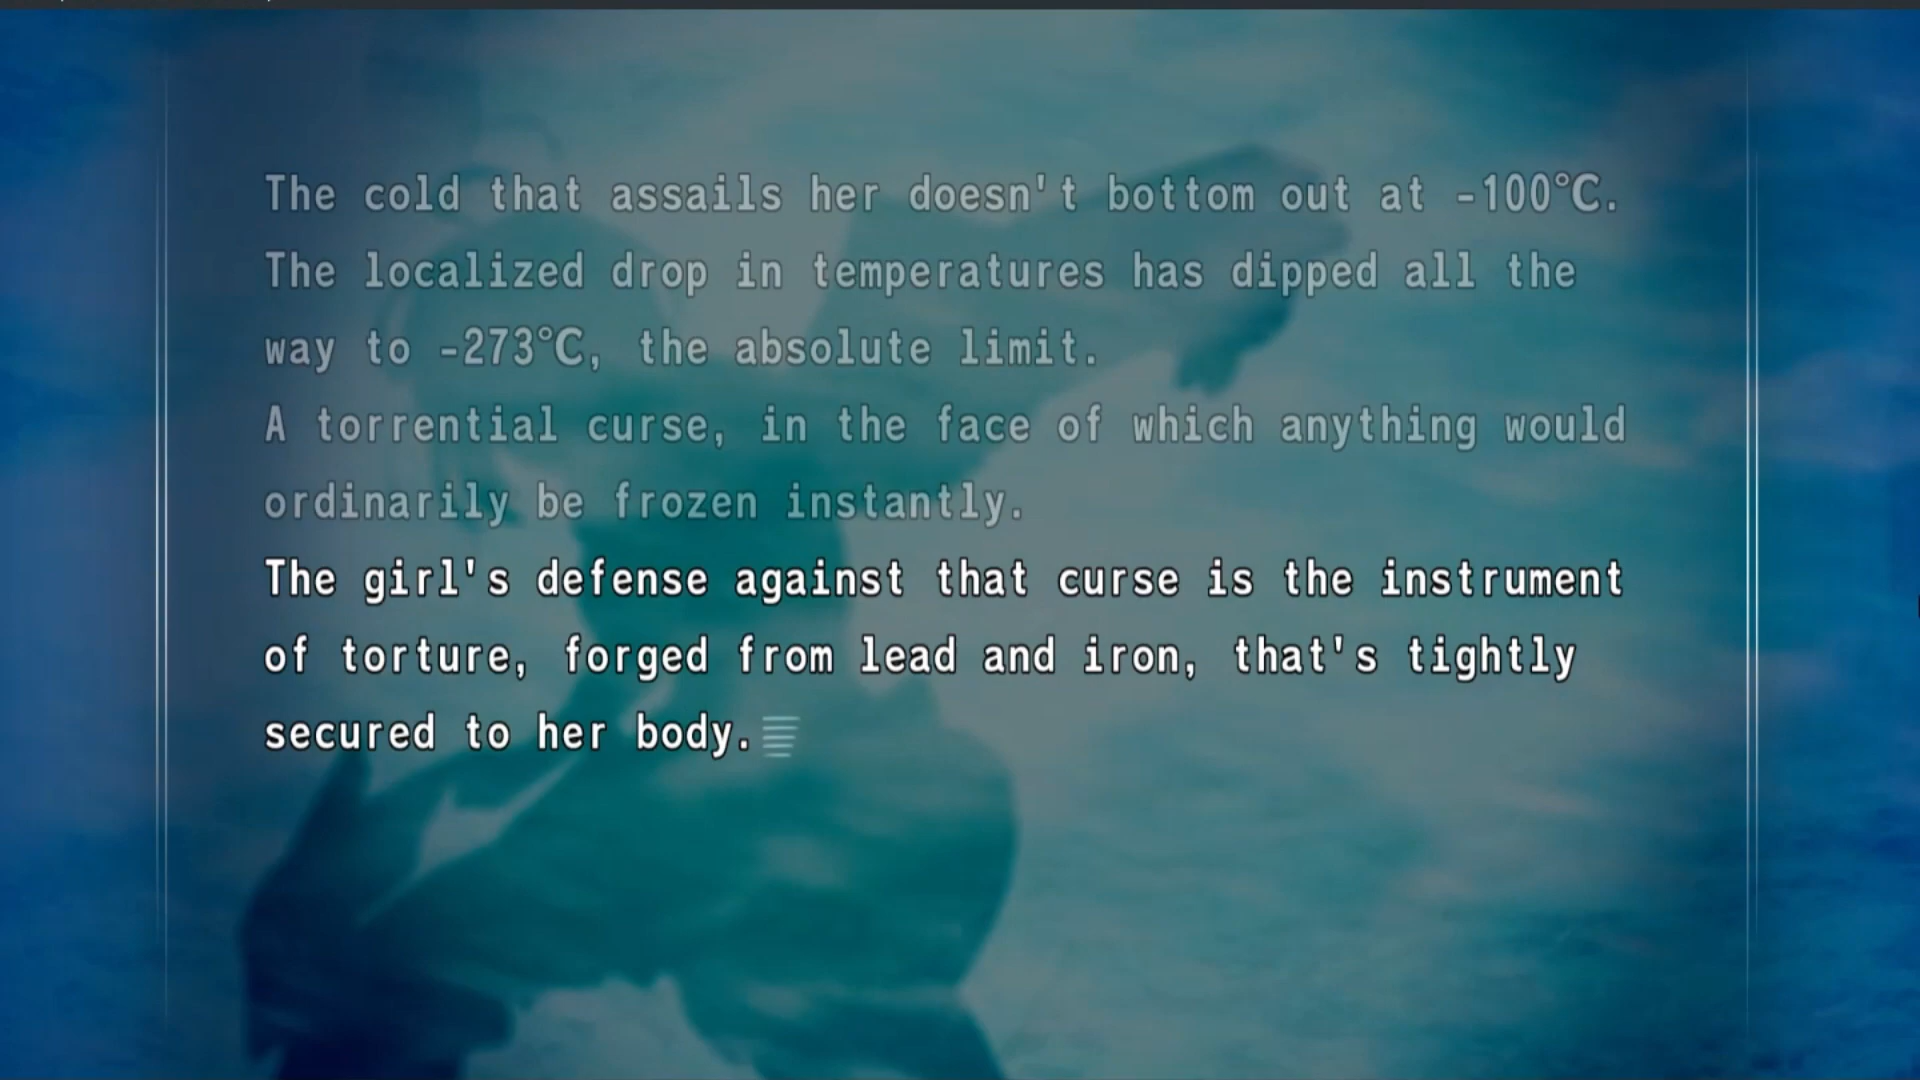 The cold that assails her doesn't bottom out at -100℃.
The localized drop in temperatures has dipped all the
way to -273℃, the absolute limit.
A torrential curse, in the face of which anything would
ordinarily be frozen instantly.
The girl's defense against that curse is the instrument
of torture, forged from lead and iron, that's tightly
secured to her body.